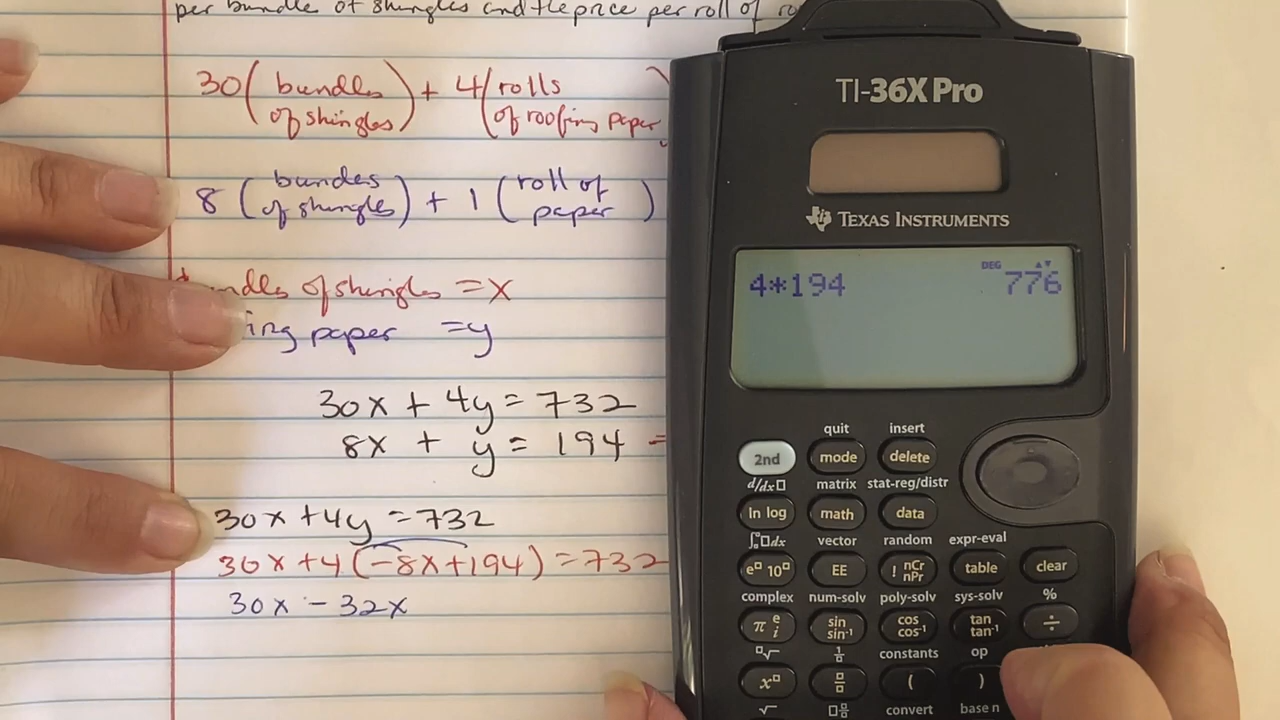 per bundle of shingles and the price per roll of
30 (bundles of shingles) + 4 (rolls of roofing paper
8 (bundes of shingles) + 1 (roll of paper)
ndles of shingles = x
ing paper = y
30x + 4y = 732
8x + y = 194
30x + 4y = 732
30x + 4(-8x + 194) = 732
30x - 32x
TI-36X Pro
TEXAS INSTRUMENTS
DEG
4*194 776
quit insert
2nd mode delete
d/dx□ matrix stat-reg/distr
ln log math data
∫□dx vector random expr-eval
e□ 10□ EE ! nCr nPr table clear
complex num-solv poly-solv sys-solv %
π e i sin sin-1 cos cos-1 tan tan-1 ÷
□√ 1/□ constants op
x□ □/□ ( )
√ □□/□ convert base n